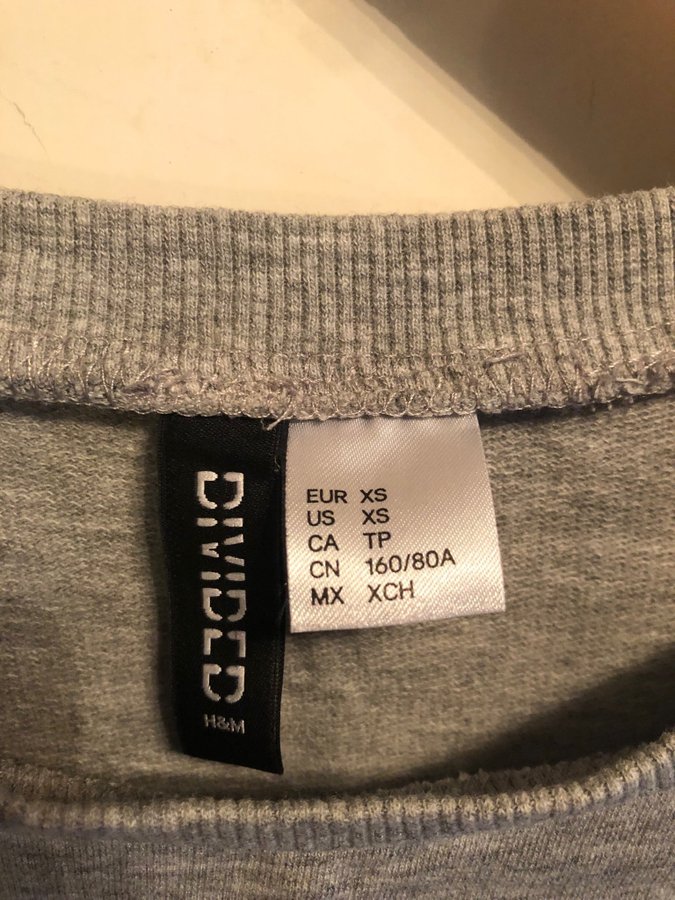 DIVIDED
H&M
EUR XS
US XS
CA TP
CN 160/80A
MX XCH